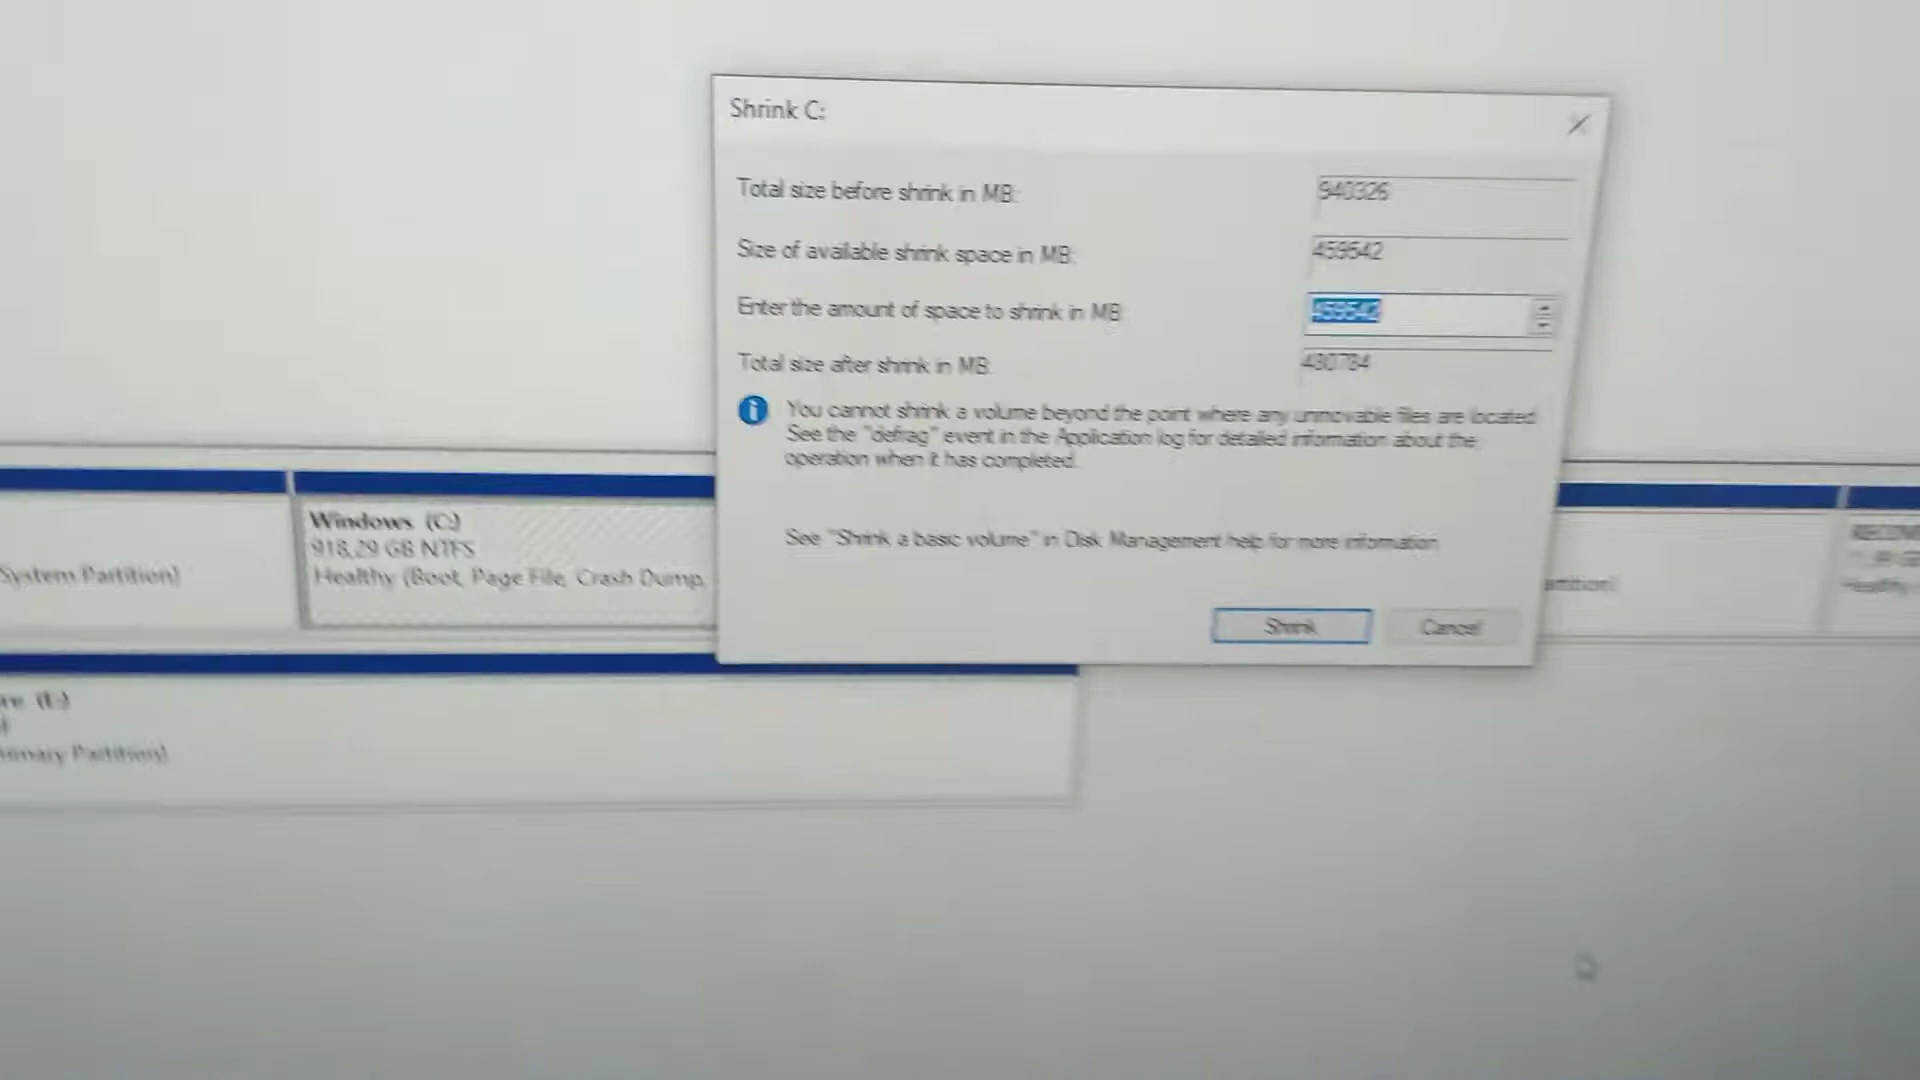 Shrink C:
Total size before shrink in MB: 940326
Size of available shrink space in MB: 459542
Enter the amount of space to shrink in MB: 459542
Total size after shrink in MB: 480784
You cannot shrink a volume beyond the point where any unmovable files are located.
See the "defrag" event in the Application log for detailed information about the
operation when it has completed.
See "Shrink a basic volume" in Disk Management help for more information
Shrink
Cancel
System Partition)
Windows (C:)
918,29 GB NTFS
Healthy (Boot, Page File, Crash Dump,
Partition)
Healthy
(E:)
Partition)